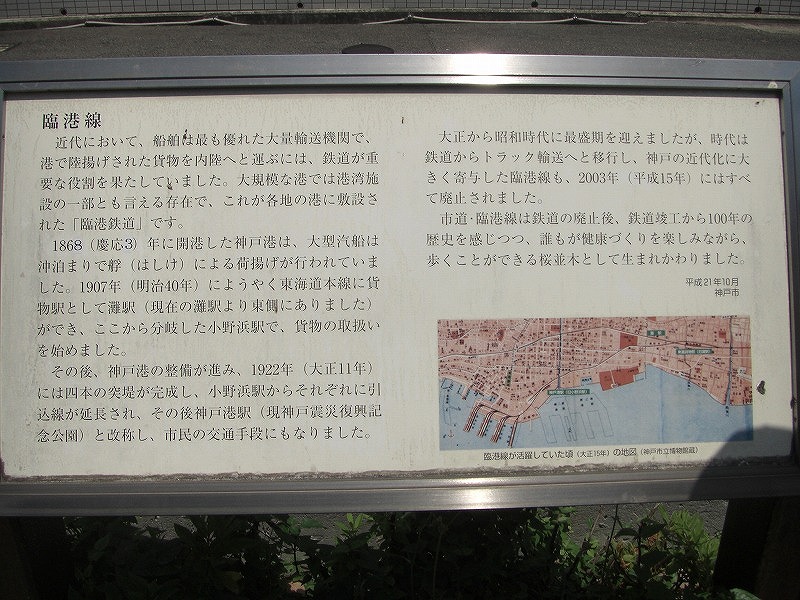 臨港線
近代において、船舶は最も優れた大量輸送機関で、
港で陸揚げされた貨物を内陸へと運ぶには、鉄道が重
要な役割を果たしていました。大規模な港では港湾施
設の一部とも言える存在で、これが各地の港に敷設さ
れた「臨港鉄道」です。
1868（慶応3）年に開港した神戸港は、大型汽船は
沖泊まりで艀（はしけ）による荷揚げが行われていま
した。1907年（明治40年）にようやく東海道本線に貨
物駅として灘駅（現在の灘駅より東側にありました）
ができ、ここから分岐した小野浜駅で、貨物の取扱い
を始めました。
その後、神戸港の整備が進み、1922年（大正11年）
には四本の突堤が完成し、小野浜駅からそれぞれに引
込線が延長され、その後神戸港駅（現神戸震災復興記
念公園）と改称し、市民の交通手段にもなりました。
大正から昭和時代に最盛期を迎えましたが、時代は
鉄道からトラック輸送へと移行し、神戸の近代化に大
きく寄与した臨港線も、2003年（平成15年）にはすべ
て廃止されました。
市道・臨港線は鉄道の廃止後、鉄道竣工から100年の
歴史を感じつつ、誰もが健康づくりを楽しみながら、
歩くことができる桜並木として生まれかわりました。
平成21年10月
神戸市
臨港線が活躍していた頃（大正15年）の地図（神戸市立博物館蔵）